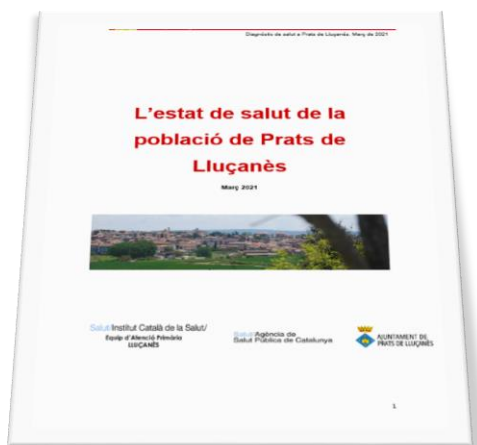 Diagnòstic de salut a Prats de Lluçanès. Març de 2021
L'estat de salut de la
població de Prats de
Lluçanès
Març 2021
Salut/Institut Català de la Salut/
Equip d'Atenció Primària
LLUÇANÈS
Salut/Agència de
Salut Pública de Catalunya
AJUNTAMENT DE
PRATS DE LLUÇANÈS
1